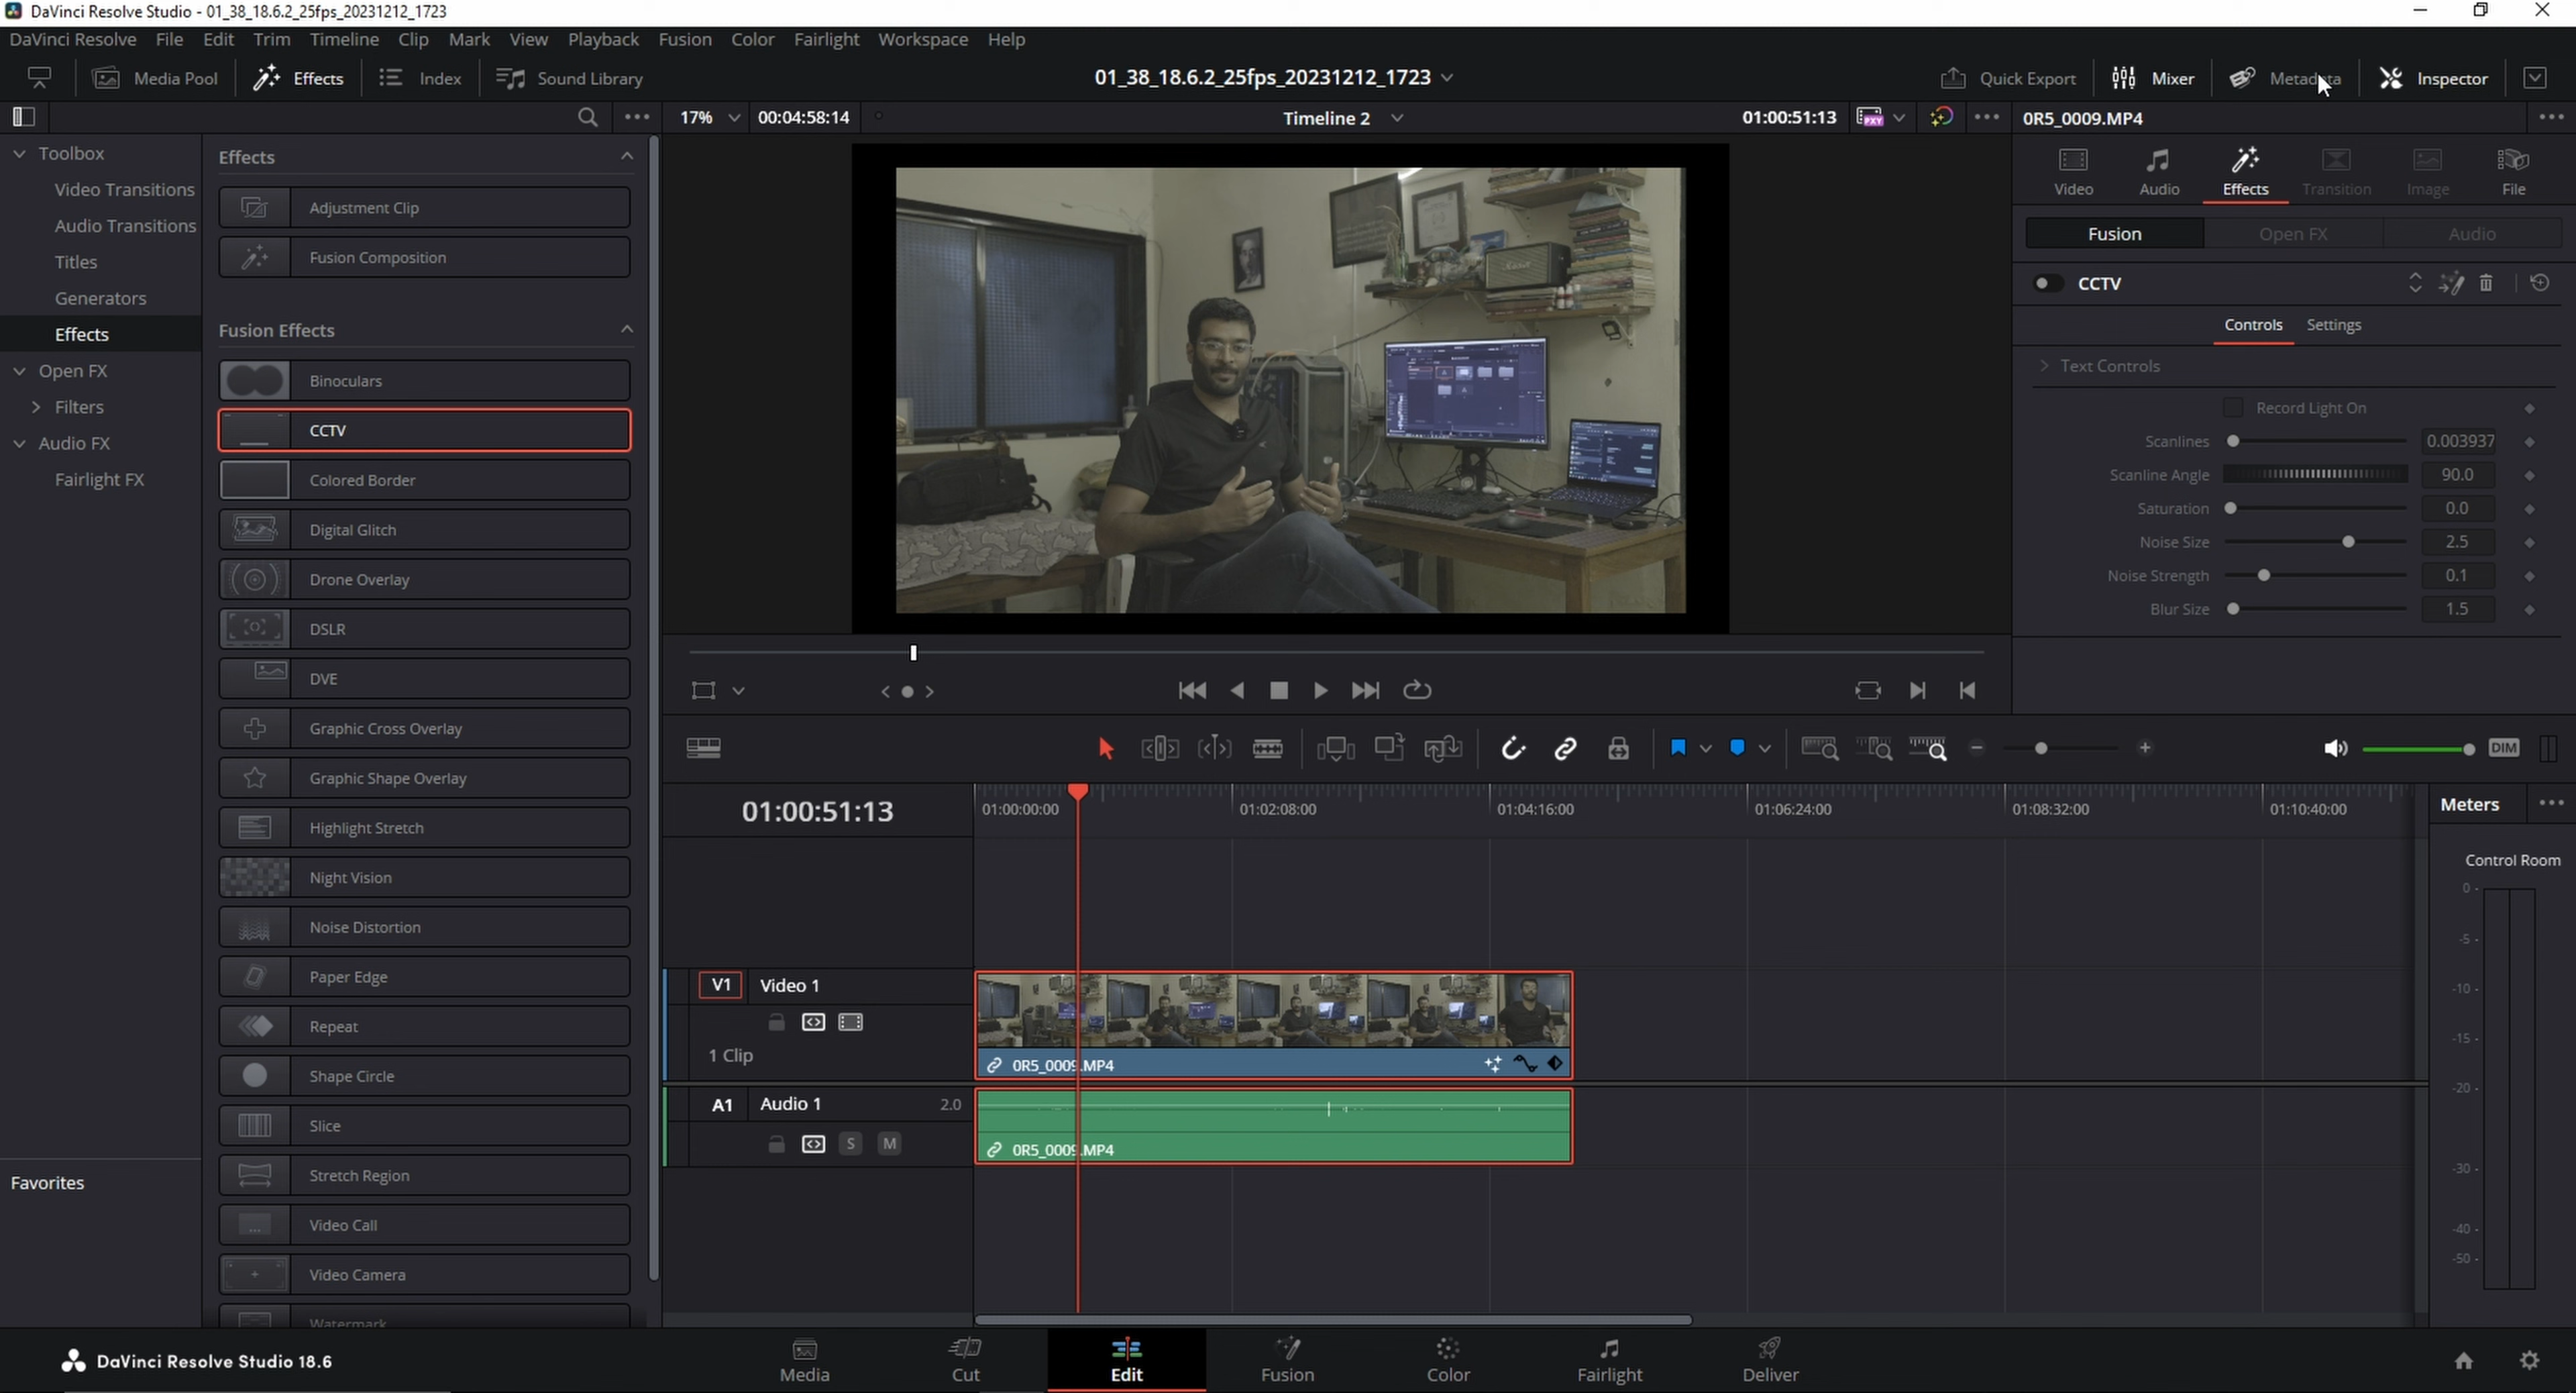 DaVinci Resolve Studio - 01_38_18.6.2_25fps_20231212_1723
DaVinci Resolve File Edit Trim Timeline Clip Mark View Playback Fusion Color Fairlight Workspace Help
Media Pool Effects Index Sound Library 01_38_18.6.2_25fps_20231212_1723 Quick Export Mixer Metadata Inspector
17% 00:04:58:14 Timeline 2 01:00:51:13 PXY 0R5_0009.MP4
Toolbox
Video Transitions
Audio Transitions
Titles
Generators
Effects
Open FX
Filters
Audio FX
Fairlight FX
Favorites
Effects
Adjustment Clip
Fusion Composition
Fusion Effects
Binoculars
CCTV
Colored Border
Digital Glitch
Drone Overlay
DSLR
DVE
Graphic Cross Overlay
Graphic Shape Overlay
Highlight Stretch
Night Vision
Noise Distortion
Paper Edge
Repeat
Shape Circle
Slice
Stretch Region
Video Call
Video Camera
Watermark
Video Audio Effects Transition Image File
Fusion Open FX Audio
CCTV
Controls Settings
Text Controls
Record Light On
Scanlines 0.003937
Scanline Angle 90.0
Saturation 0.0
Noise Size 2.5
Noise Strength 0.1
Blur Size 1.5
DIM
01:00:51:13
01:00:00:00 01:02:08:00 01:04:16:00 01:06:24:00 01:08:32:00 01:10:40:00
V1 Video 1
1 Clip
0R5_0009.MP4
A1 Audio 1 2.0
S M
0R5_0009.MP4
Meters
Control Room
0 -
-5 -
-10 -
-15 -
-20 -
-30 -
-40 -
-50 -
DaVinci Resolve Studio 18.6
Media Cut Edit Fusion Color Fairlight Deliver